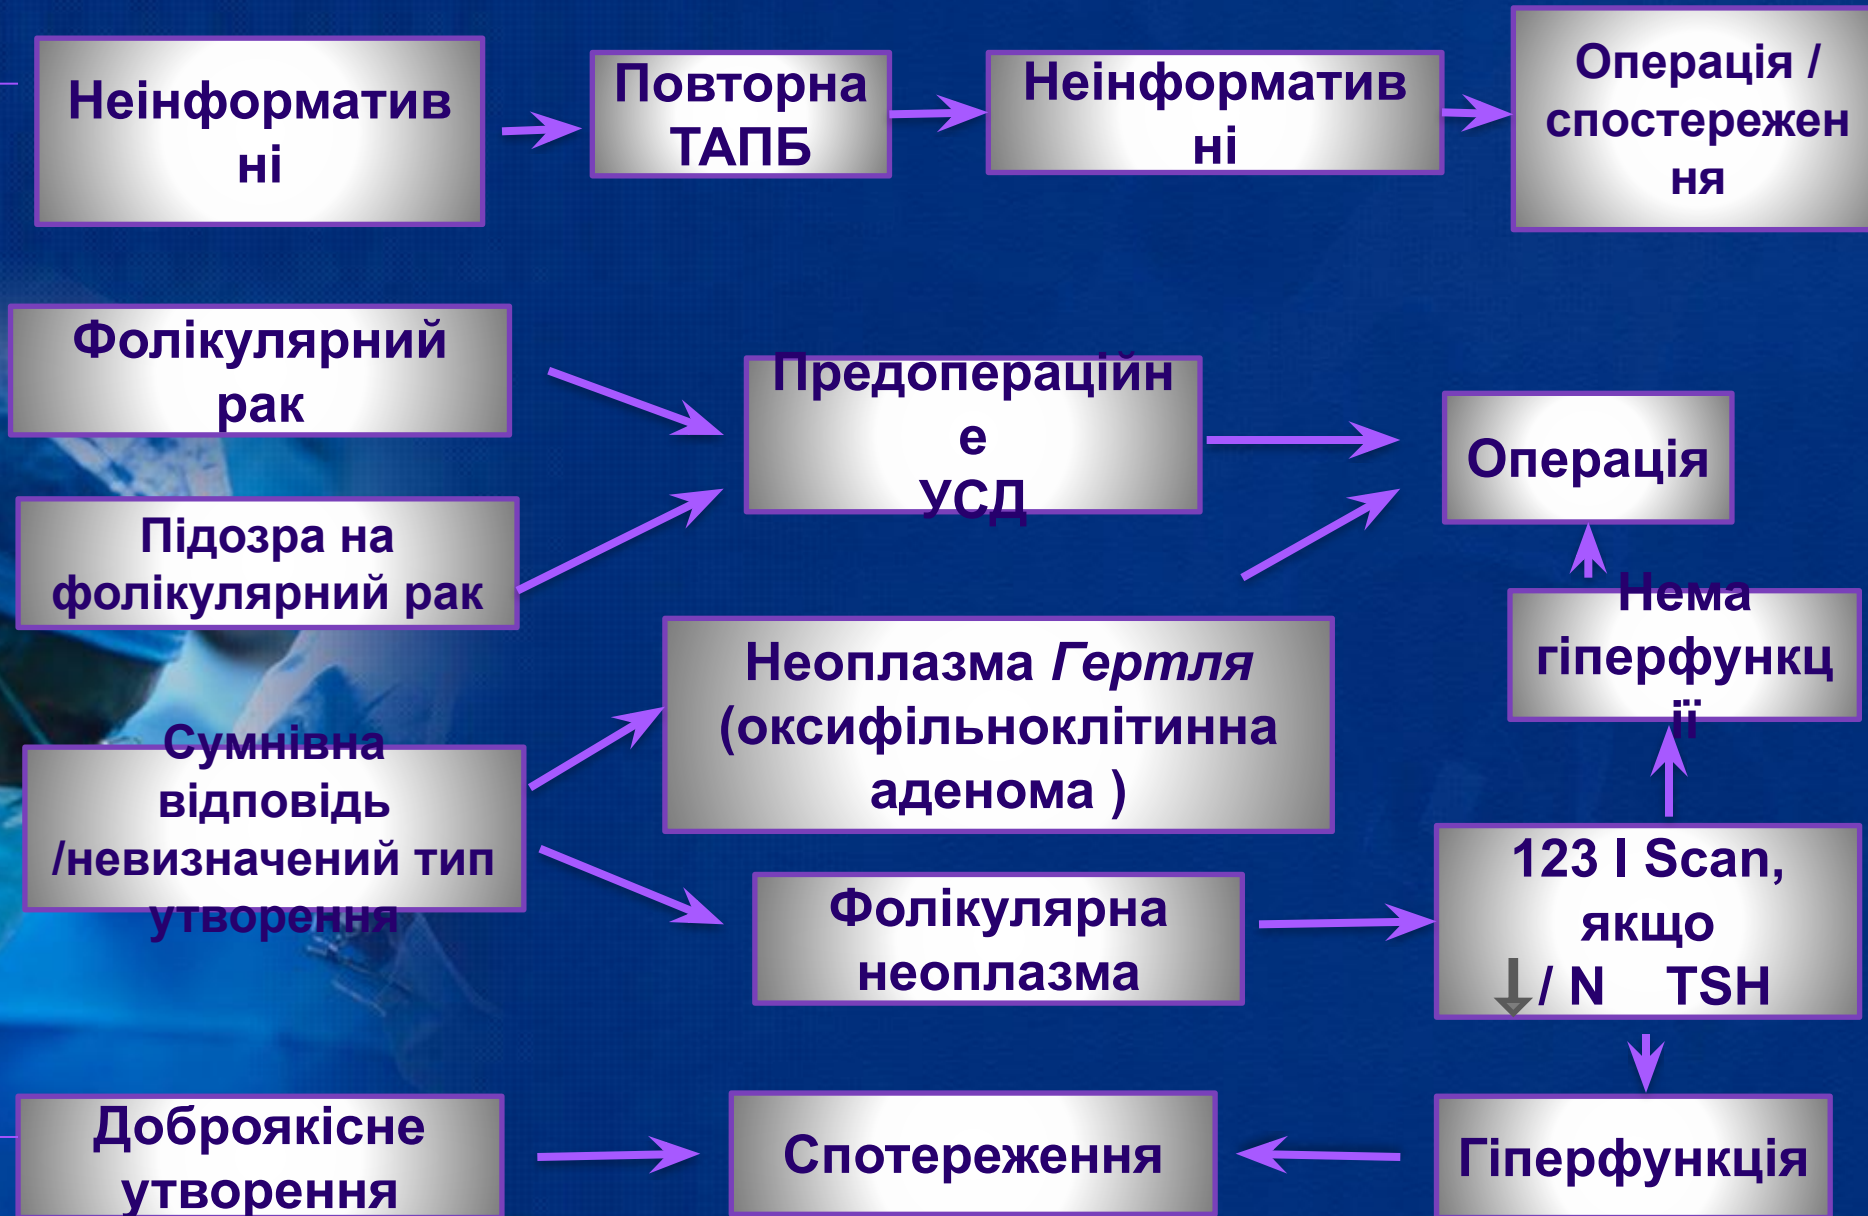 Неінформатив
ні
Повторна
ТАПБ
Неінформатив
ні
Операція /
спостережен
ня
Фолікулярний
рак
Предопераційн
е
УСД
Операція
Підозра на
фолікулярний рак
Нема
гіперфункц
ії
Неоплазма Гертля
(оксифільноклітинна
аденома )
Сумнівна
відповідь
/невизначений тип
утворення
Фолікулярна
неоплазма
123 I Scan,
якщо
↓/ N TSH
Доброякісне
утворення
Спотереження
Гіперфункція